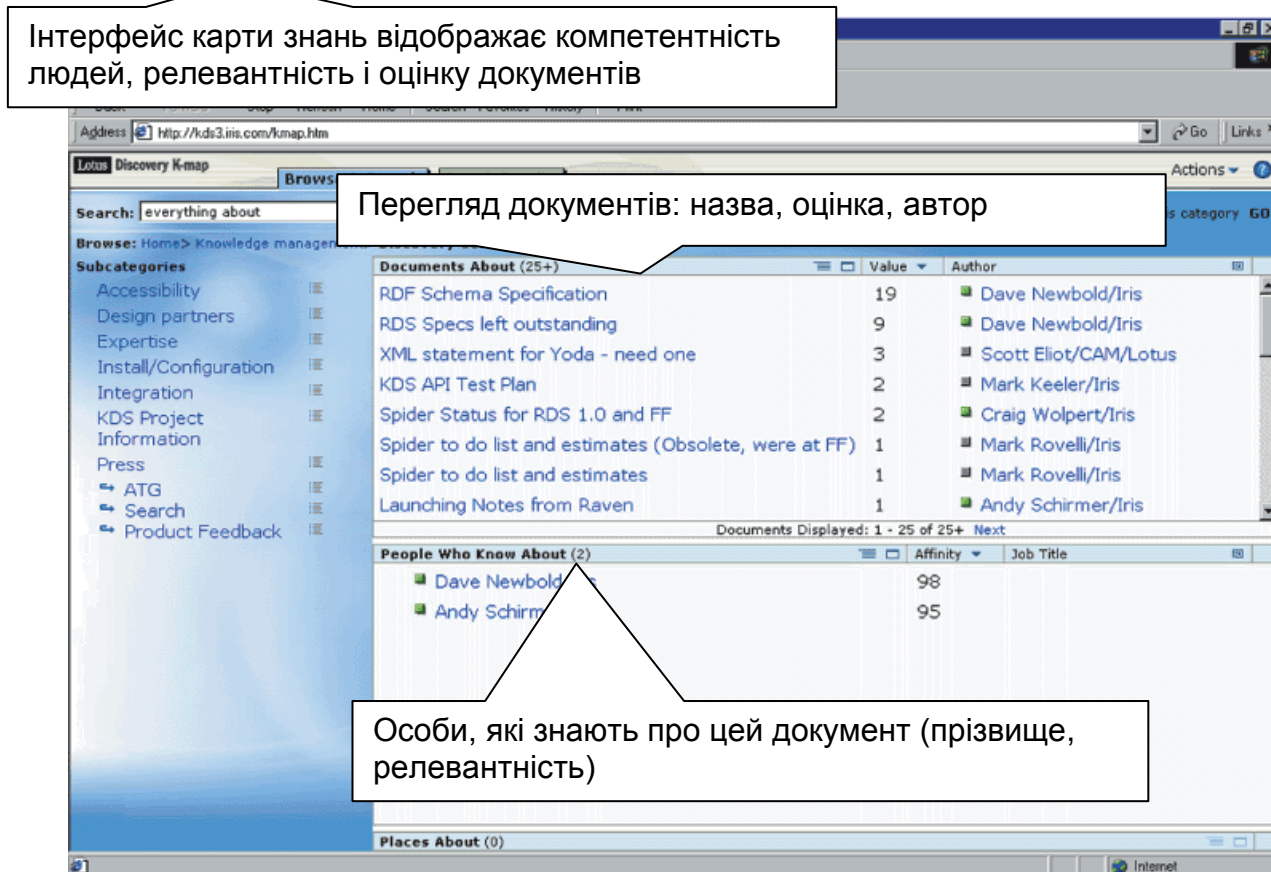 Інтерфейс карти знань відображає компетентність
людей, релевантність і оцінку документів
Address http://kds3.iris.com/kmap.htm Go Links
Lotus Discovery K-map
Actions
Перегляд документів: назва, оцінка, автор
Search: everything about
category GO
Browse: Home> Knowledge
Subcategories
Accessibility
Design partners
Expertise
Install/Configuration
Integration
KDS Project
Information
Press
ATG
Search
Product Feedback
Documents About (25+) Value Author
RDF Schema Specification 19 Dave Newbold/Iris
RDS Specs left outstanding 9 Dave Newbold/Iris
XML statement for Yoda - need one 3 Scott Eliot/CAM/Lotus
KDS API Test Plan 2 Mark Keeler/Iris
Spider Status for RDS 1.0 and FF 2 Craig Wolpert/Iris
Spider to do list and estimates (Obsolete, were at FF) 1 Mark Rovelli/Iris
Spider to do list and estimates 1 Mark Rovelli/Iris
Launching Notes from Raven 1 Andy Schirmer/Iris
Documents Displayed: 1 - 25 of 25+ Next
People Who Know About (2) Affinity Job Title
Dave Newbold 98
Andy Schirm 95
Особи, які знають про цей документ (прізвище,
релевантність)
Places About (0)
Internet